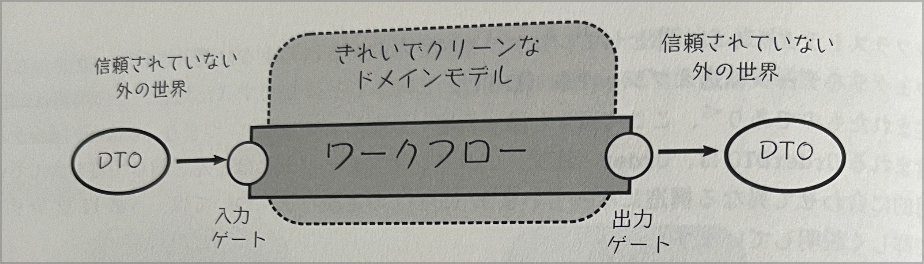 信頼されていない
外の世界
きれいでクリーンな
ドメインモデル
信頼されていない
外の世界
DTO
ワークフロー
DTO
入力
ゲート
出力
ゲート